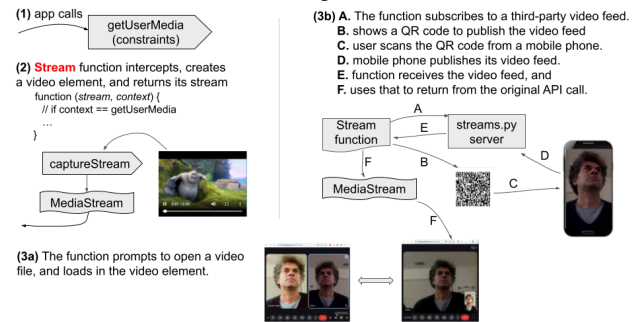 (1) app calls
getUserMedia
(constraints)
(2) Stream function intercepts, creates
a video element, and returns its stream
function (stream, context) {
// if context == getUserMedia
...
}
captureStream
MediaStream
(3a) The function prompts to open a video
file, and loads in the video element.
(3b) A. The function subscribes to a third-party video feed.
B. shows a QR code to publish the video feed
C. user scans the QR code from a mobile phone.
D. mobile phone publishes its video feed.
E. function receives the video feed, and
F. uses that to return from the original API call.
A
Stream
function
E
streams.py
server
F
B
D
MediaStream
C
F